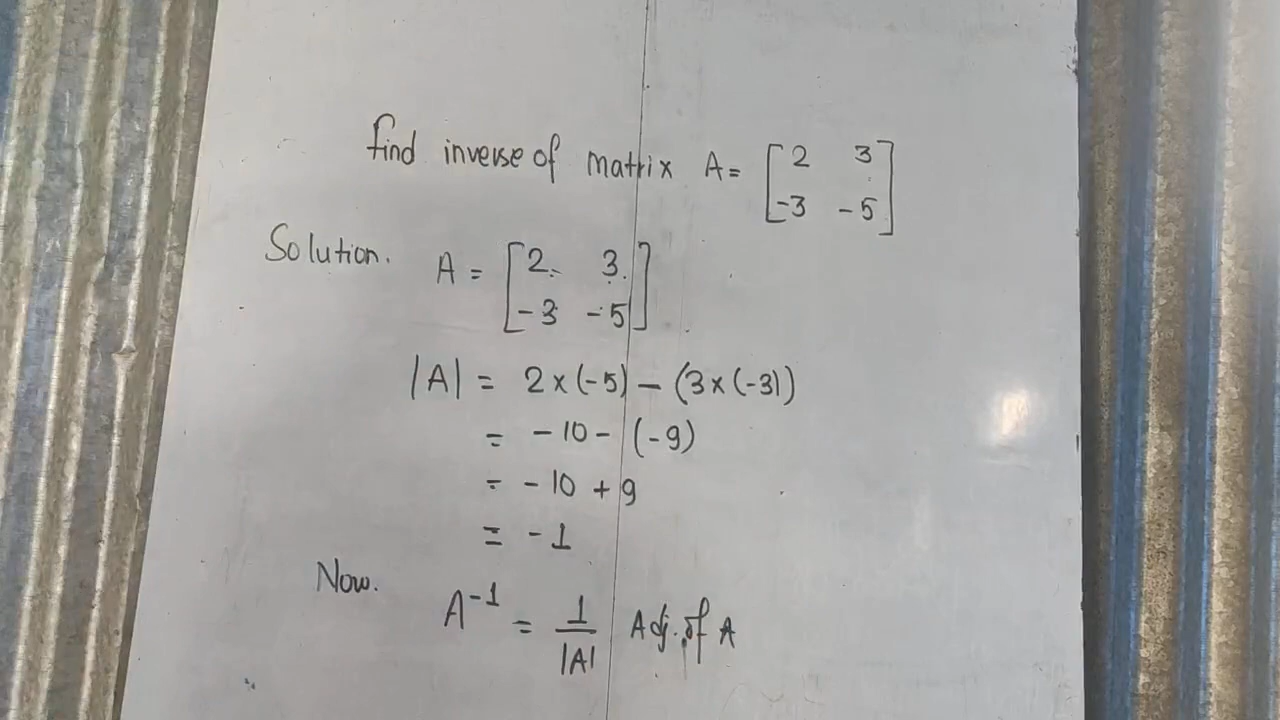 find inverse of matrix A = [2 3
-3 -5]
Solution. A = [2 3
-3 -5]
|A| = 2 × (-5) - (3 × (-3))
= -10 - (-9)
= -10 + 9
= -1
Now. A⁻¹ = 1/|A| Adj. of A